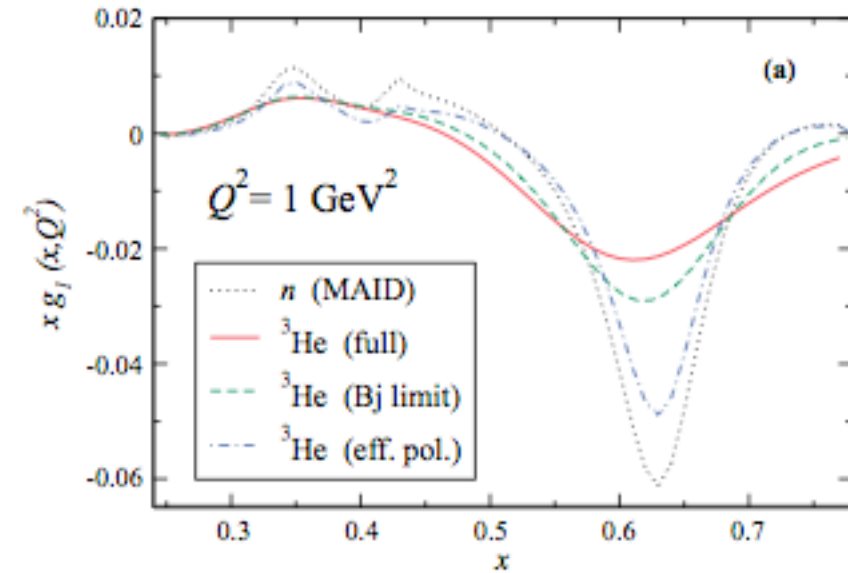 0.02
(a)
0
Q² = 1 GeV²
-0.02
x g₁ (x,Q²)
n (MAID)
³He (full)
-0.04
³He (Bj limit)
³He (eff. pol.)
-0.06
0.3 0.4 0.5 0.6 0.7
x